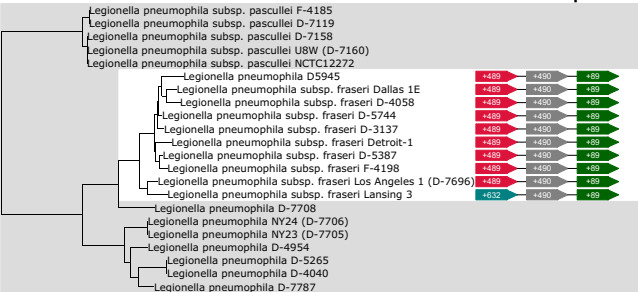 Legionella pneumophila subsp. pascullei F-4185
Legionella pneumophila subsp. pascullei D-7119
Legionella pneumophila subsp. pascullei D-7158
Legionella pneumophila subsp. pascullei U8W (D-7160)
Legionella pneumophila subsp. pascullei NCTC12272
Legionella pneumophila D5945 +489 +490 +89
Legionella pneumophila subsp. fraseri Dallas 1E +489 +490 +89
Legionella pneumophila subsp. fraseri D-4058 +489 +490 +89
Legionella pneumophila subsp. fraseri D-5744 +489 +490 +89
Legionella pneumophila subsp. fraseri D-3137 +489 +490 +89
Legionella pneumophila subsp. fraseri Detroit-1 +489 +490 +89
Legionella pneumophila subsp. fraseri D-5387 +489 +490 +89
Legionella pneumophila subsp. fraseri F-4198 +489 +490 +89
Legionella pneumophila subsp. fraseri Los Angeles 1 (D-7696) +489 +490 +89
Legionella pneumophila subsp. fraseri Lansing 3 +632 +490 +89
Legionella pneumophila D-7708
Legionella pneumophila NY24 (D-7706)
Legionella pneumophila NY23 (D-7705)
Legionella pneumophila D-4954
Legionella pneumophila D-5265
Legionella pneumophila D-4040
Legionella pneumophila D-7787